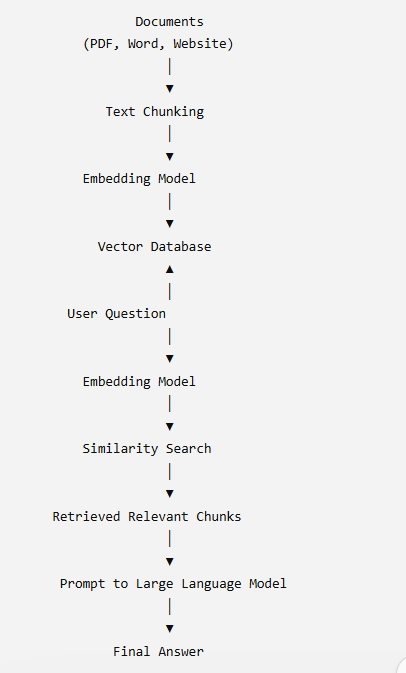 Documents
(PDF, Word, Website)
│
▼
Text Chunking
│
▼
Embedding Model
│
▼
Vector Database
▲
│
User Question
│
▼
Embedding Model
│
▼
Similarity Search
│
▼
Retrieved Relevant Chunks
│
▼
Prompt to Large Language Model
│
▼
Final Answer